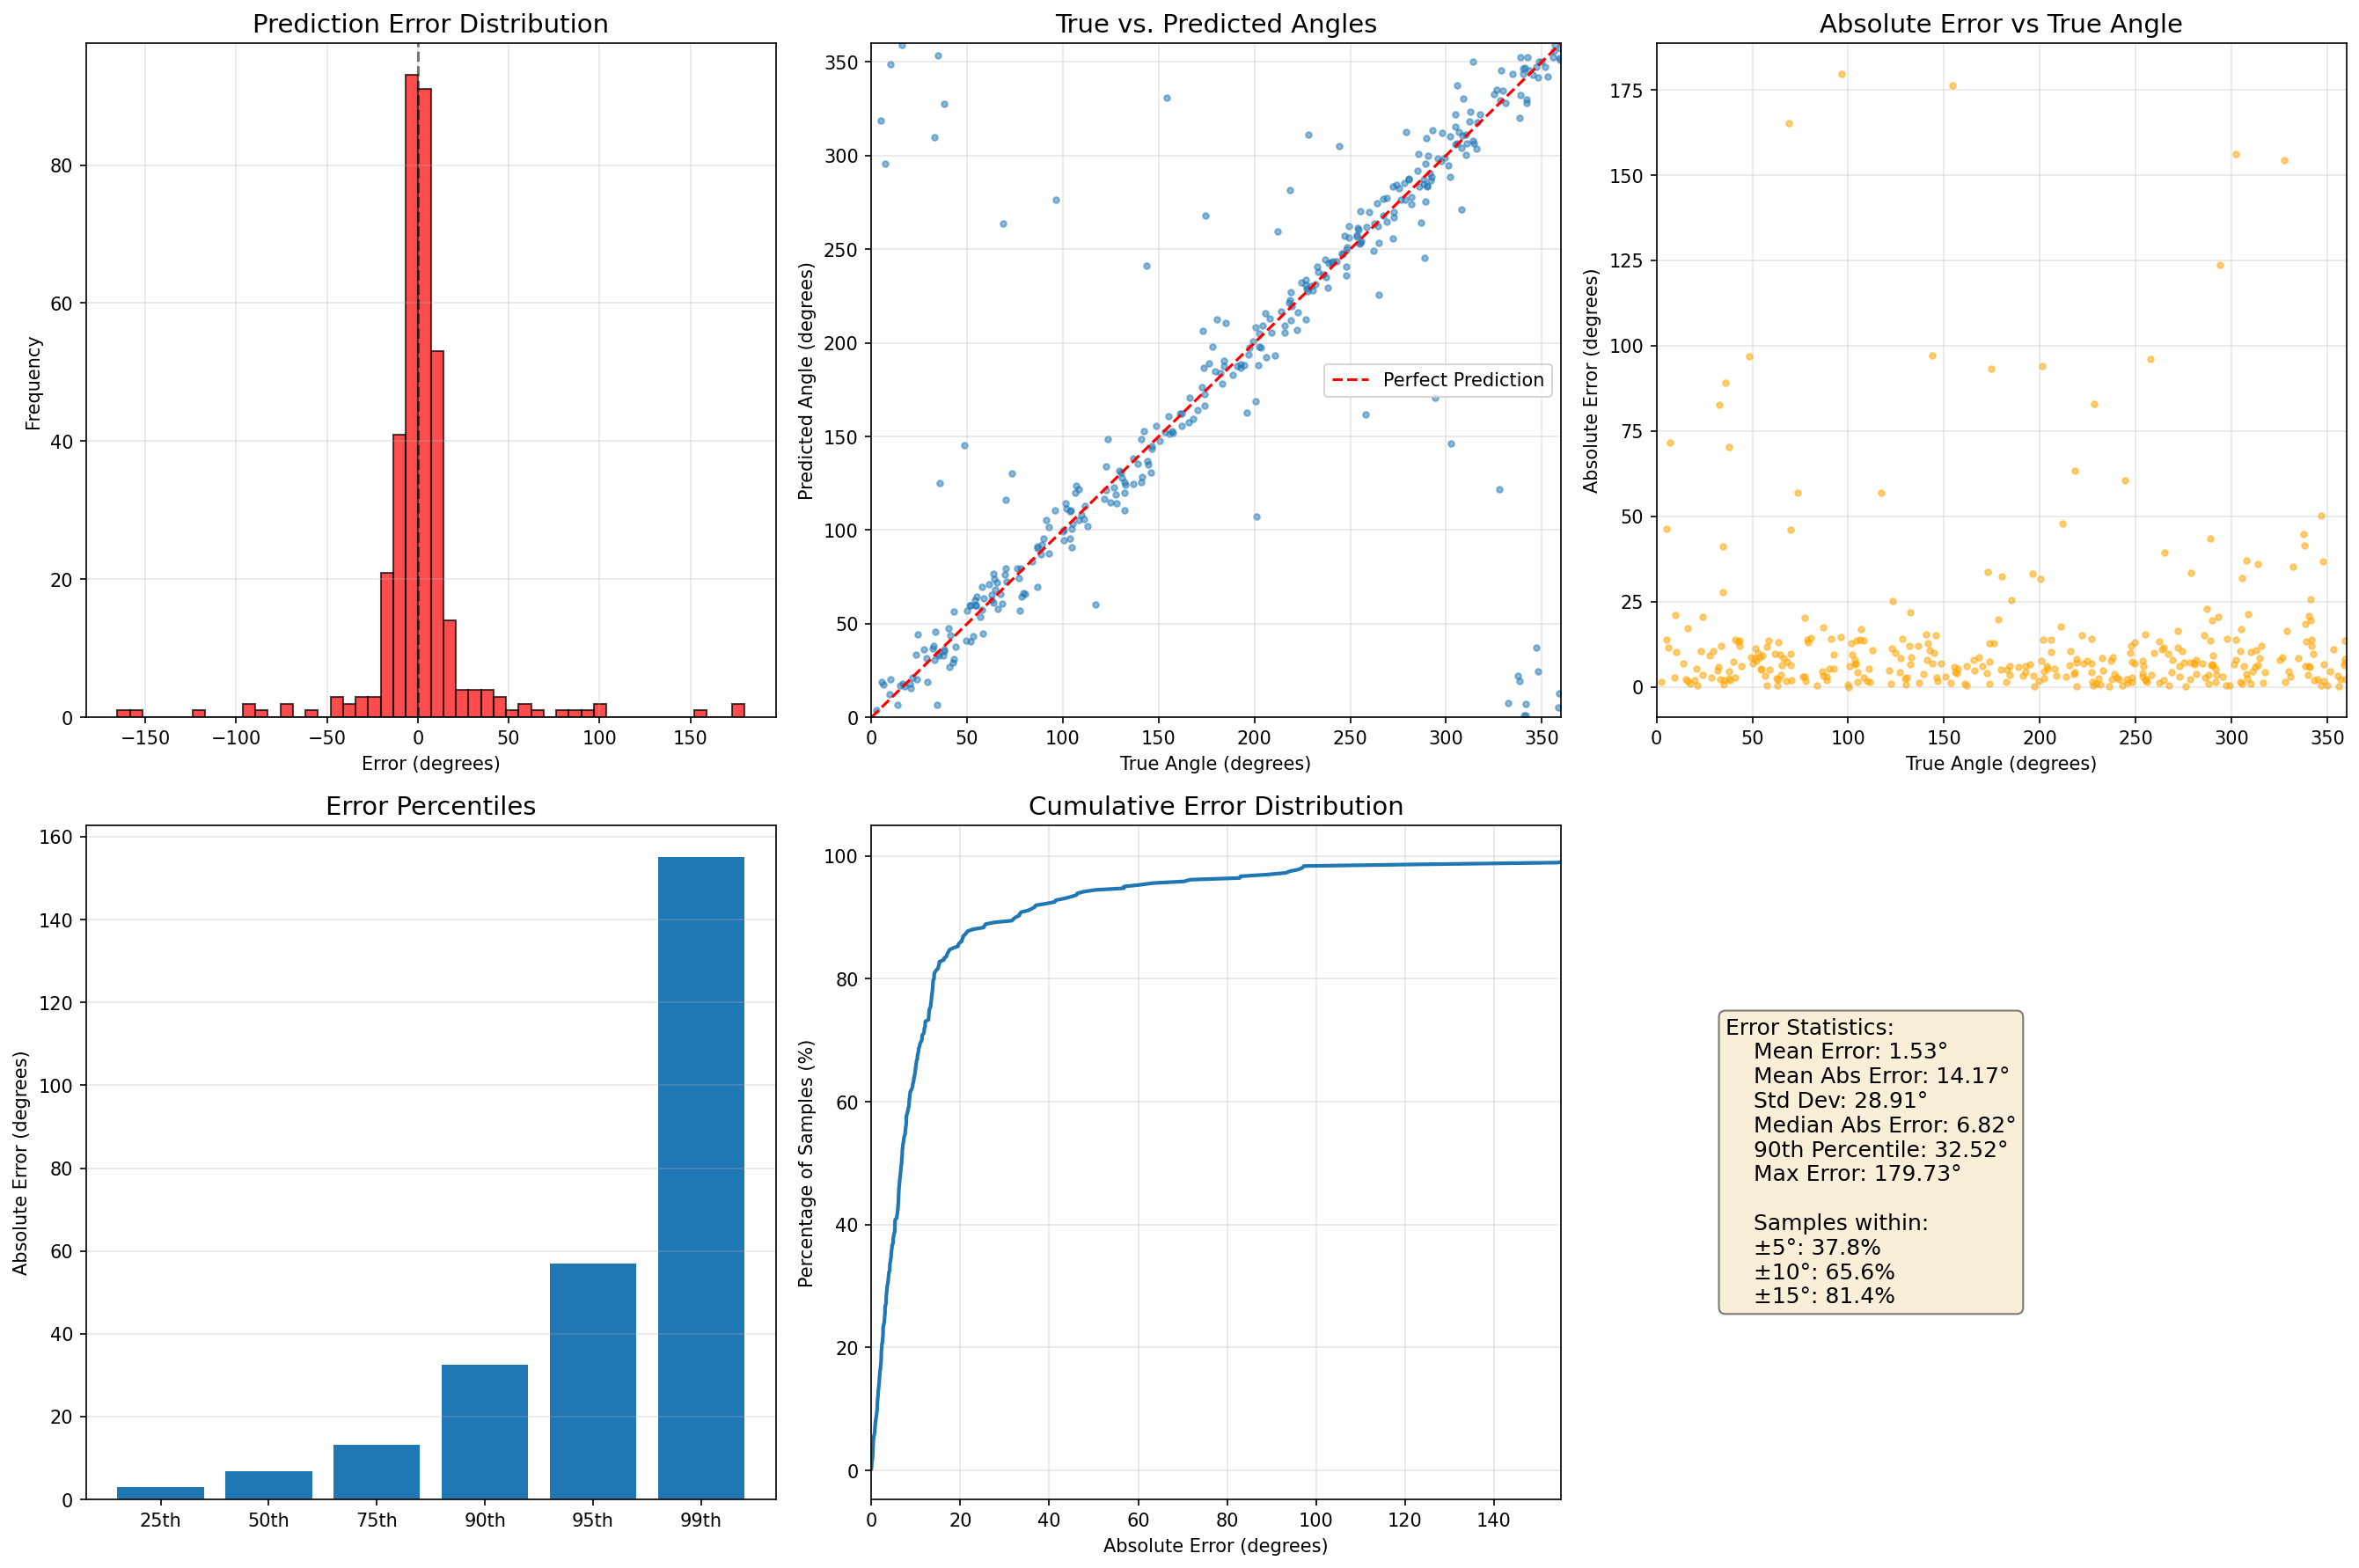 Prediction Error Distribution
Frequency
80
60
40
20
0
−150
−100
−50
0
50
100
150
Error (degrees)
True vs. Predicted Angles
Predicted Angle (degrees)
350
300
250
200
150
100
50
0
Perfect Prediction
0
50
100
150
200
250
300
350
True Angle (degrees)
Absolute Error vs True Angle
Absolute Error (degrees)
175
150
125
100
75
50
25
0
0
50
100
150
200
250
300
350
True Angle (degrees)
Error Percentiles
Absolute Error (degrees)
160
140
120
100
80
60
40
20
0
25th
50th
75th
90th
95th
99th
Cumulative Error Distribution
Percentage of Samples (%)
100
80
60
40
20
0
0
20
40
60
80
100
120
140
Absolute Error (degrees)
Error Statistics:
Mean Error: 1.53°
Mean Abs Error: 14.17°
Std Dev: 28.91°
Median Abs Error: 6.82°
90th Percentile: 32.52°
Max Error: 179.73°
Samples within:
±5°: 37.8%
±10°: 65.6%
±15°: 81.4%